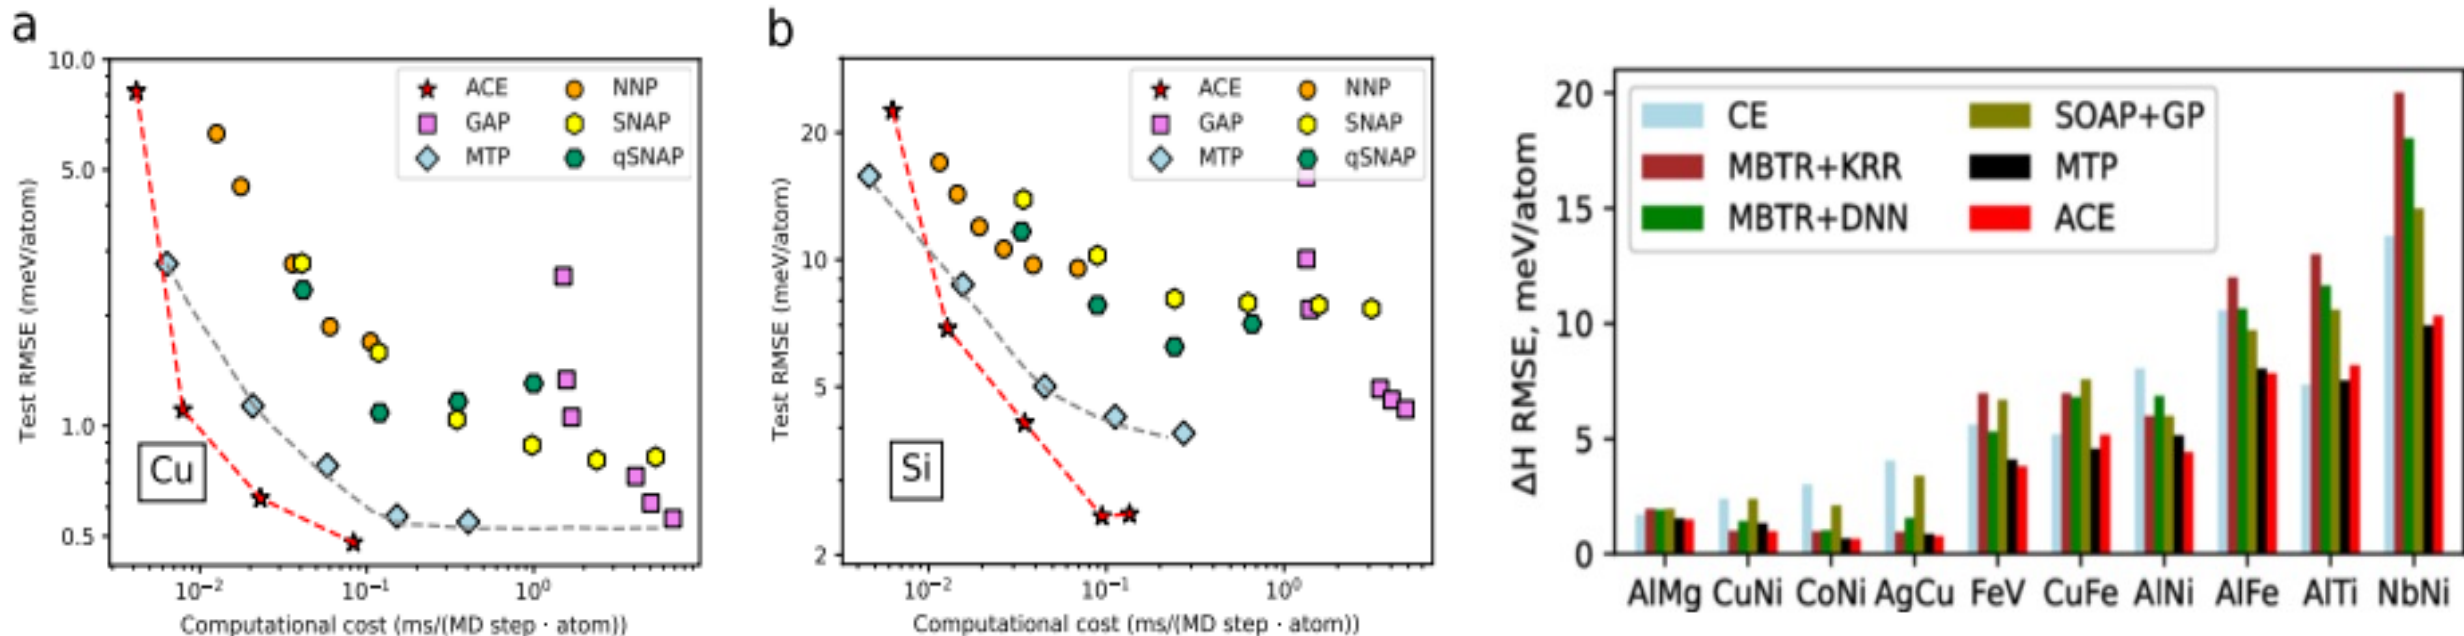 a
10.0
5.0
1.0
0.5
Test RMSE (meV/atom)
ACE
GAP
MTP
NNP
SNAP
qSNAP
Cu
10⁻²
10⁻¹
10⁰
Computational cost (ms/(MD step · atom))
b
20
10
5
2
Test RMSE (meV/atom)
ACE
GAP
MTP
NNP
SNAP
qSNAP
Si
10⁻²
10⁻¹
10⁰
Computational cost (ms/(MD step · atom))
20
15
10
5
0
ΔH RMSE, meV/atom
CE
MBTR+KRR
MBTR+DNN
SOAP+GP
MTP
ACE
AlMg CuNi CoNi AgCu FeV CuFe AlNi AlFe AlTi NbNi